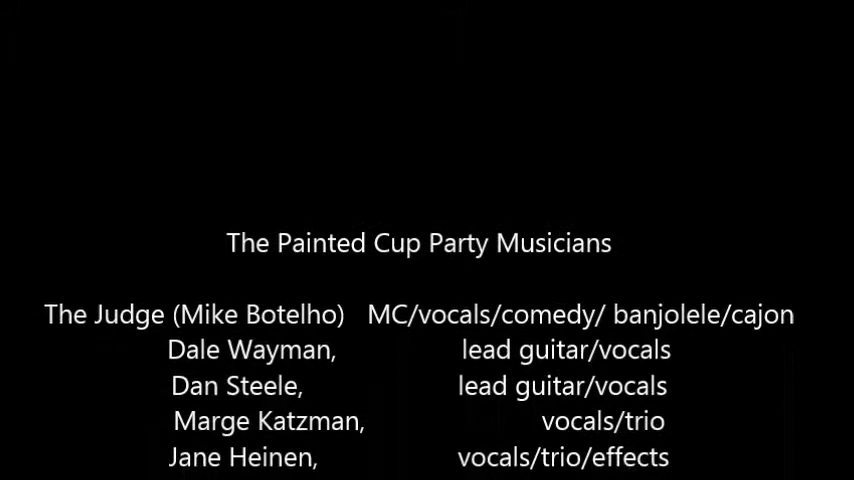 The Painted Cup Party Musicians
The Judge (Mike Botelho) MC/vocals/comedy/ banjolele/cajon
Dale Wayman, lead guitar/vocals
Dan Steele, lead guitar/vocals
Marge Katzman, vocals/trio
Jane Heinen, vocals/trio/effects